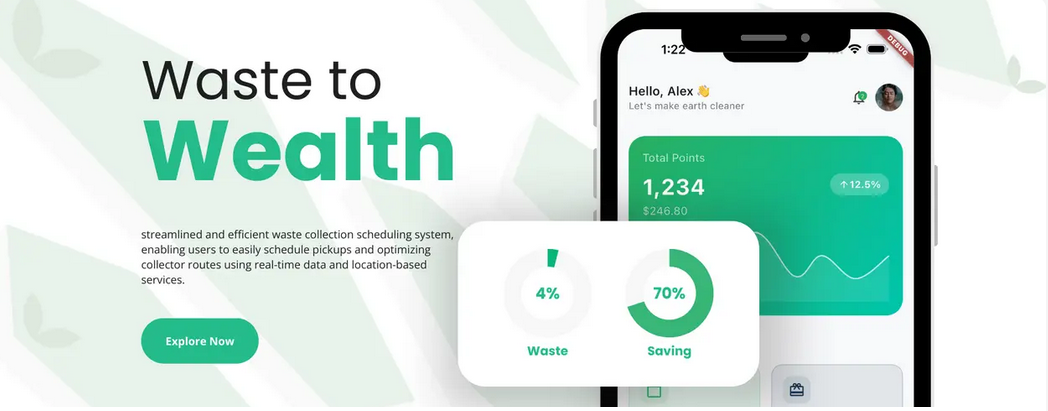 Waste to
Wealth
streamlined and efficient waste collection scheduling system,
enabling users to easily schedule pickups and optimizing
collector routes using real-time data and location-based
services.
Explore Now
1:22
DEBUG
Hello, Alex 👋
Let's make earth cleaner
Total Points
1,234
↑ 12.5%
$246.80
4%
70%
Waste
Saving